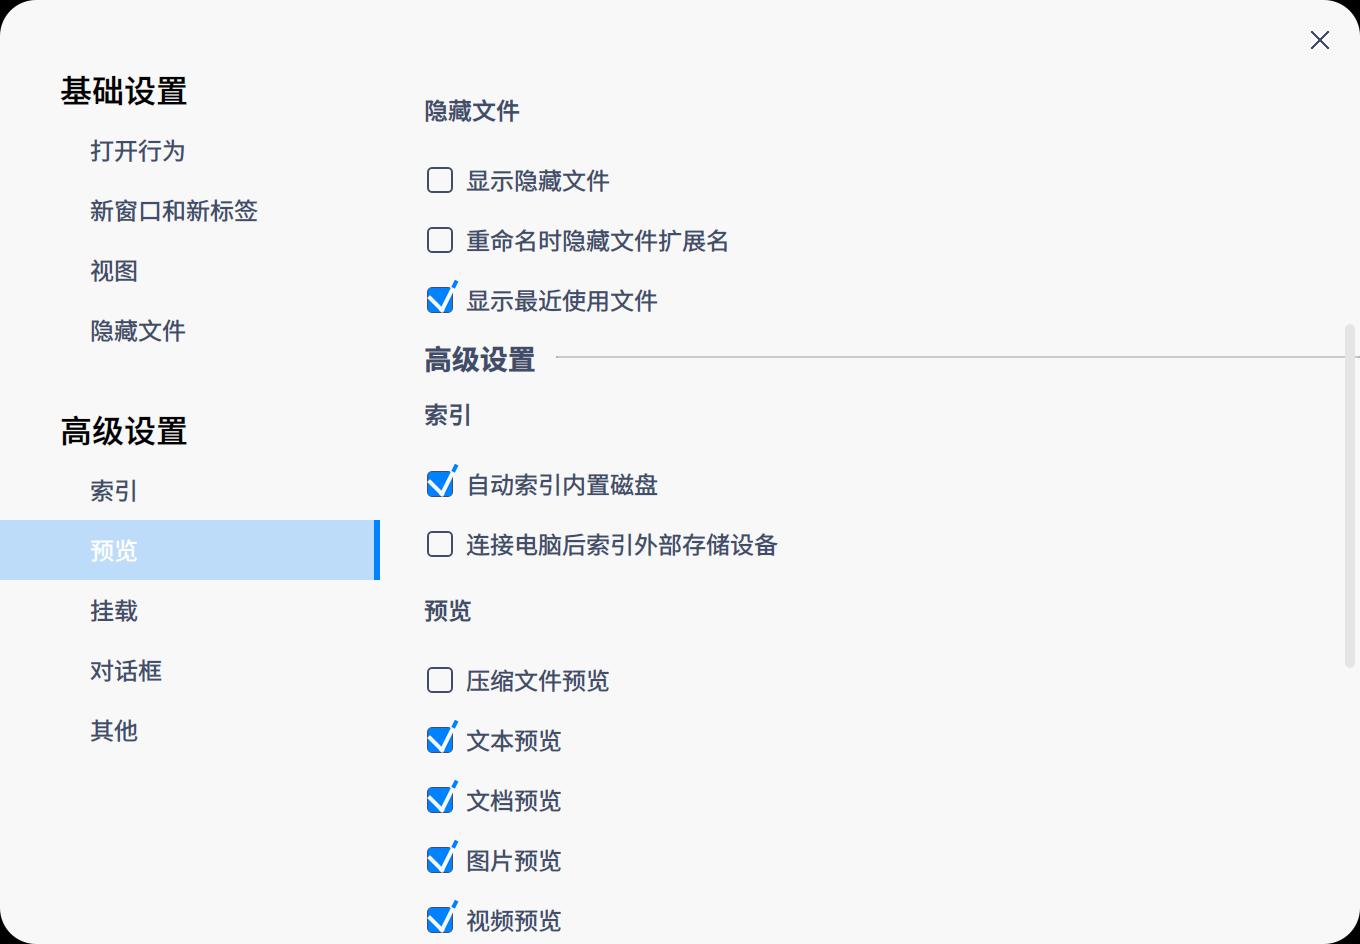 基础设置
打开行为
新窗口和新标签
视图
隐藏文件
高级设置
索引
预览
挂载
对话框
其他
隐藏文件
显示隐藏文件
重命名时隐藏文件扩展名
显示最近使用文件
高级设置
索引
自动索引内置磁盘
连接电脑后索引外部存储设备
预览
压缩文件预览
文本预览
文档预览
图片预览
视频预览